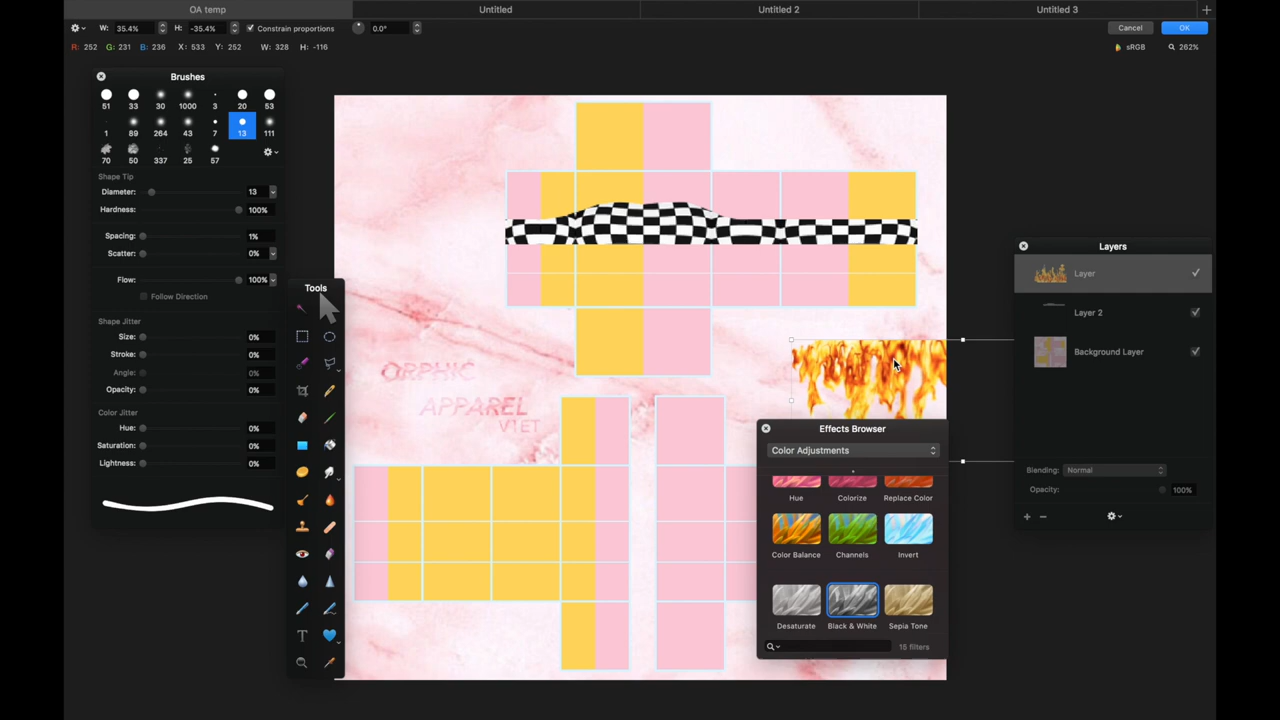 OA temp Untitled Untitled 2 Untitled 3
W: 35.4% H: -35.4% Constrain proportions 0.0° Cancel OK
R: 252 G: 231 B: 236 X: 533 Y: 252 W: 328 H: -116 sRGB 262%
Brushes
51 33 30 1000 3 20 53
1 89 264 43 7 13 111
70 50 337 25 57
Shape Tip
Diameter: 13
Hardness: 100%
Spacing: 1%
Scatter: 0%
Flow: 100%
Follow Direction
Shape Jitter
Size: 0%
Stroke: 0%
Angle: 0%
Opacity: 0%
Color Jitter
Hue: 0%
Saturation: 0%
Lightness: 0%
Tools
T
ORPHIC
APPAREL
VIET
Effects Browser
Color Adjustments
Hue Colorize Replace Color
Color Balance Channels Invert
Desaturate Black & White Sepia Tone
15 filters
Layers
Layer
Layer 2
Background Layer
Blending: Normal
Opacity: 100%